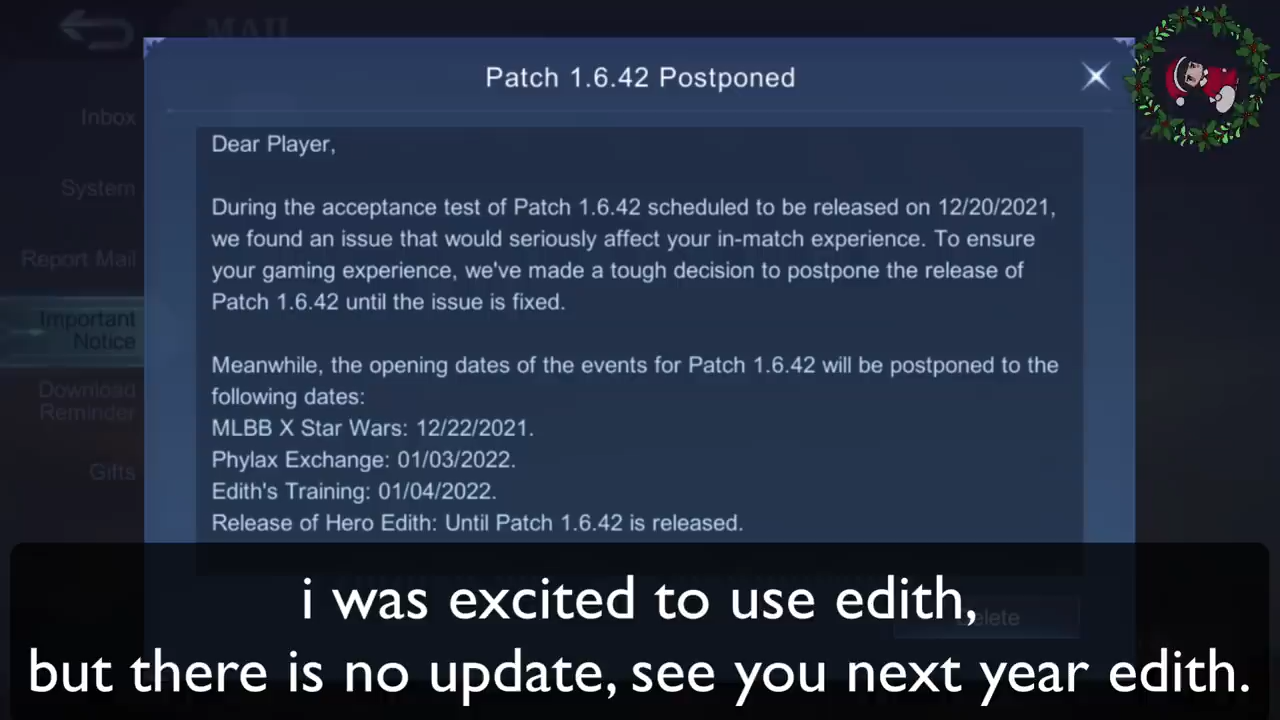 MAIL
Patch 1.6.42 Postponed
Inbox
System
Report Mail
Important
Notice
Download
Reminder
Gifts
Dear Player,
During the acceptance test of Patch 1.6.42 scheduled to be released on 12/20/2021,
we found an issue that would seriously affect your in-match experience. To ensure
your gaming experience, we've made a tough decision to postpone the release of
Patch 1.6.42 until the issue is fixed.
Meanwhile, the opening dates of the events for Patch 1.6.42 will be postponed to the
following dates:
MLBB X Star Wars: 12/22/2021.
Phylax Exchange: 01/03/2022.
Edith's Training: 01/04/2022.
Release of Hero Edith: Until Patch 1.6.42 is released.
Delete
i was excited to use edith,
but there is no update, see you next year edith.